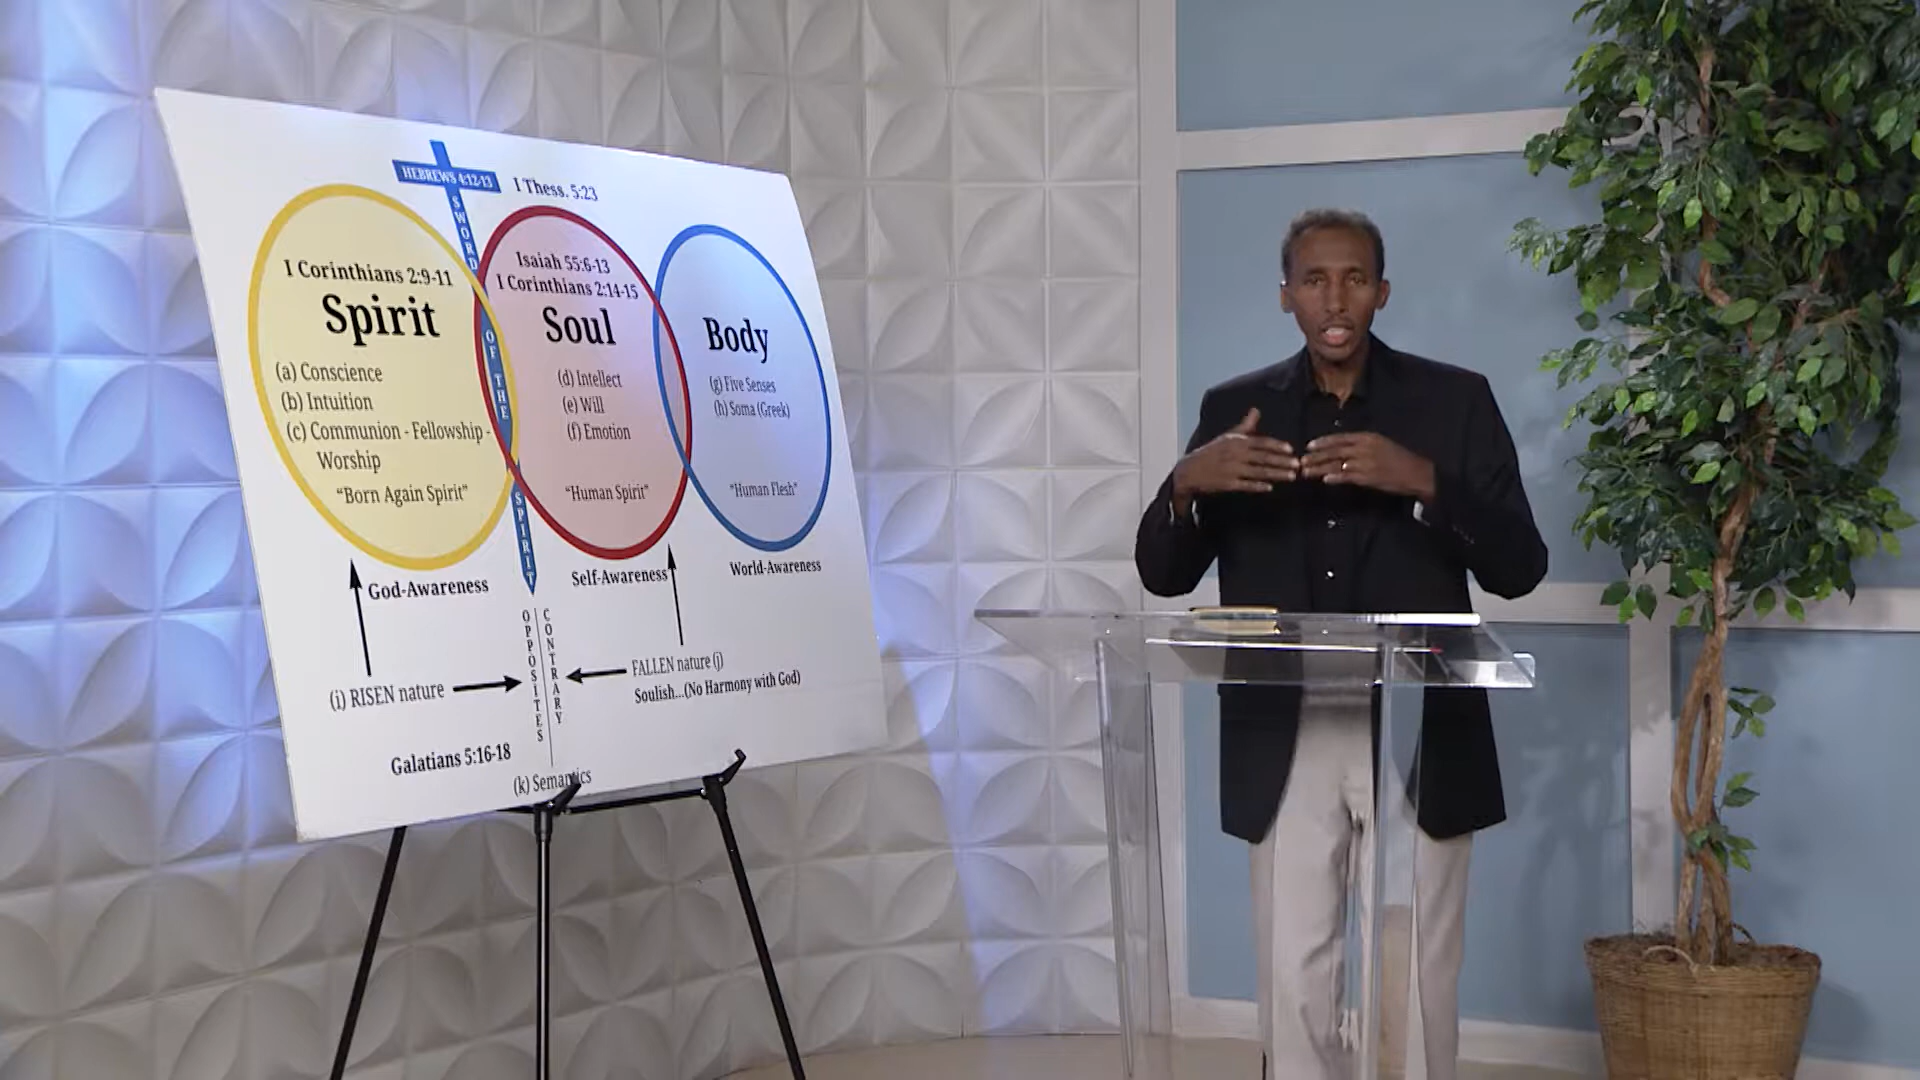 HEBREWS 4:12-13
I Thess. 5:23
SWORD OF THE SPIRIT
I Corinthians 2:9-11
Spirit
(a) Conscience
(b) Intuition
(c) Communion - Fellowship -
Worship
"Born Again Spirit"
God-Awareness
Isaiah 55:6-13
I Corinthians 2:14-15
Soul
(d) Intellect
(e) Will
(f) Emotion
"Human Spirit"
Self-Awareness
Body
(g) Five Senses
(h) Soma (Greek)
"Human Flesh"
World-Awareness
(i) RISEN nature
OPPOSITES
CONTRARY
FALLEN nature (j)
Soulish...(No Harmony with God)
Galatians 5:16-18
(k) Semantics